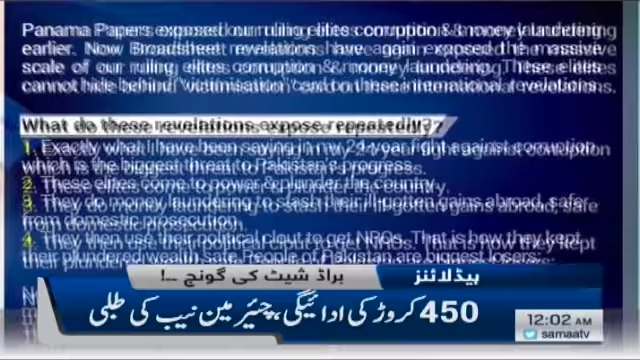 Panama Papers exposed our ruling elites corruption & money laundering
earlier. Now Broadsheet revelations have again exposed the massive
scale of our ruling elites corruption & money laundering. These elites
cannot hide behind "victimisation" card on these international revelations.
What do these revelations expose repeatedly?
1. Exactly what I have been saying in my 24-year fight against corruption
which is the biggest threat to Pakistan's progress.
2. These elites come to power & plunder the country.
3. They do money laundering to stash their ill-gotten gains abroad, safe
from domestic prosecution.
4. They then use their political clout to get NROs. That is how they kept
their plundered wealth safe. People of Pakistan are biggest losers:
براڈ شیٹ کی گونج ..!
ہیڈلائنز
450 کروڑ کی ادائیگی، چیئرمین نیب کی طلبی
12:02 AM
samaatv